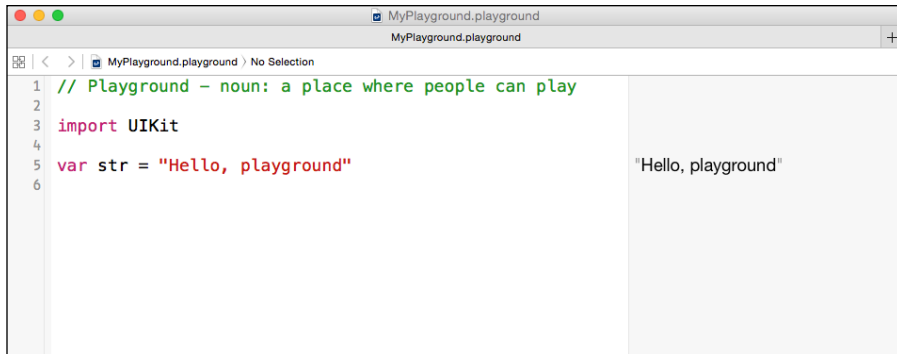 MyPlayground.playground
MyPlayground.playground
+
MyPlayground.playground 〉 No Selection
1 // Playground – noun: a place where people can play
2
3 import UIKit
4
5 var str = "Hello, playground" "Hello, playground"
6